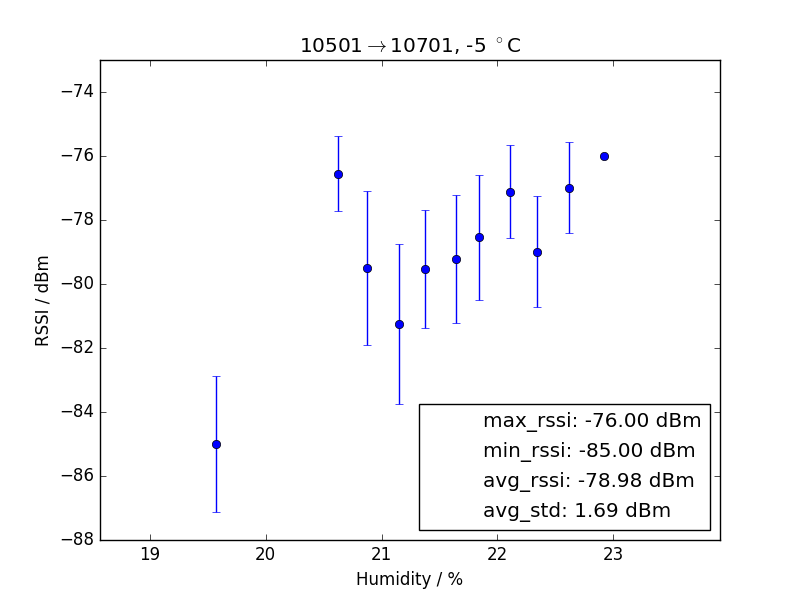 10501→10701, -5 °C
RSSI / dBm
−74
−76
−78
−80
−82
−84
−86
−88
max_rssi: -76.00 dBm
min_rssi: -85.00 dBm
avg_rssi: -78.98 dBm
avg_std: 1.69 dBm
19 20 21 22 23
Humidity / %